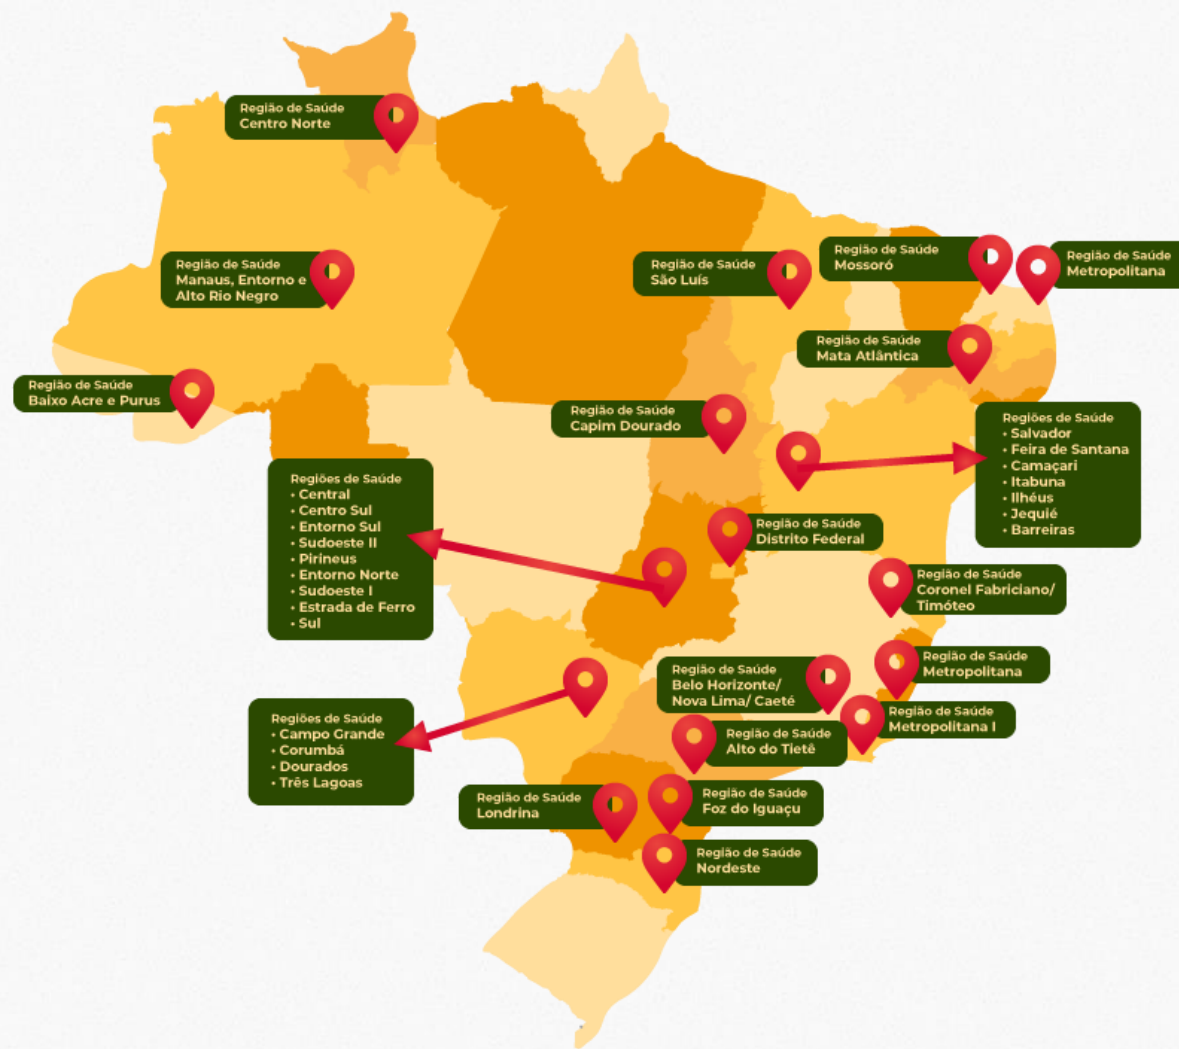 Região de Saúde
Centro Norte
Região de Saúde
Manaus, Entorno e
Alto Rio Negro
Região de Saúde
São Luís
Região de Saúde
Mossoró
Região de Saúde
Metropolitana
Região de Saúde
Mata Atlântica
Região de Saúde
Baixo Acre e Purus
Região de Saúde
Capim Dourado
Regiões de Saúde
• Salvador
• Feira de Santana
• Camaçari
• Itabuna
• Ilhéus
• Jequié
• Barreiras
Regiões de Saúde
• Central
• Centro Sul
• Entorno Sul
• Sudoeste II
• Pirineus
• Entorno Norte
• Sudoeste I
• Estrada de Ferro
• Sul
Região de Saúde
Distrito Federal
Região de Saúde
Coronel Fabriciano/
Timóteo
Região de Saúde
Metropolitana
Região de Saúde
Belo Horizonte/
Nova Lima/ Caeté
Região de Saúde
Metropolitana I
Regiões de Saúde
• Campo Grande
• Corumbá
• Dourados
• Três Lagoas
Região de Saúde
Alto do Tietê
Região de Saúde
Londrina
Região de Saúde
Foz do Iguaçu
Região de Saúde
Nordeste